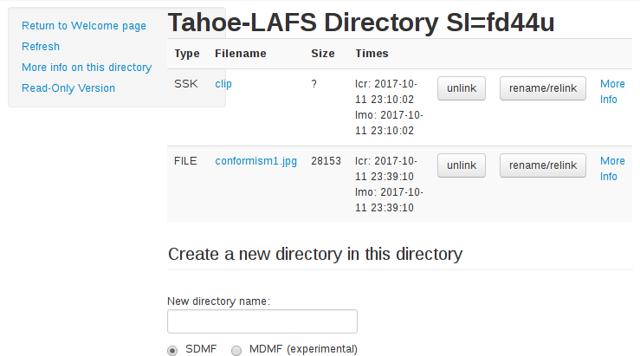 Return to Welcome page
Refresh
More info on this directory
Read-Only Version
Tahoe-LAFS Directory SI=fd44u
Type Filename Size Times
SSK clip ? lcr: 2017-10-
11 23:10:02
lmo: 2017-10-
11 23:10:02
unlink rename/relink More
Info
FILE conformism1.jpg 28153 lcr: 2017-10-
11 23:39:10
lmo: 2017-10-
11 23:39:10
unlink rename/relink More
Info
Create a new directory in this directory
New directory name:
SDMF MDMF (experimental)